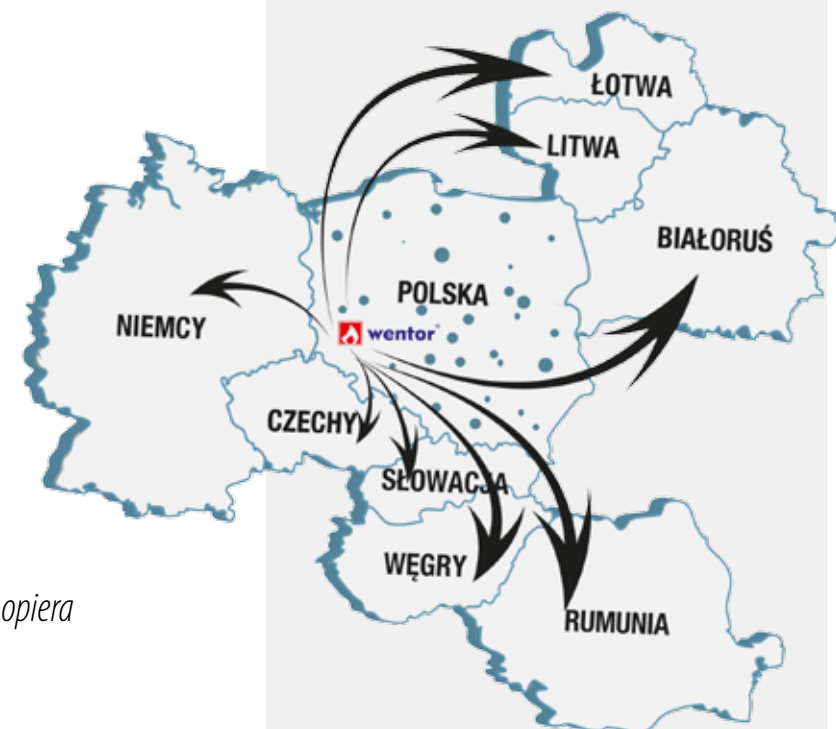 ŁOTWA
LITWA
BIAŁORUŚ
POLSKA
NIEMCY
wentor
CZECHY
SŁOWACJA
WĘGRY
opiera
RUMUNIA